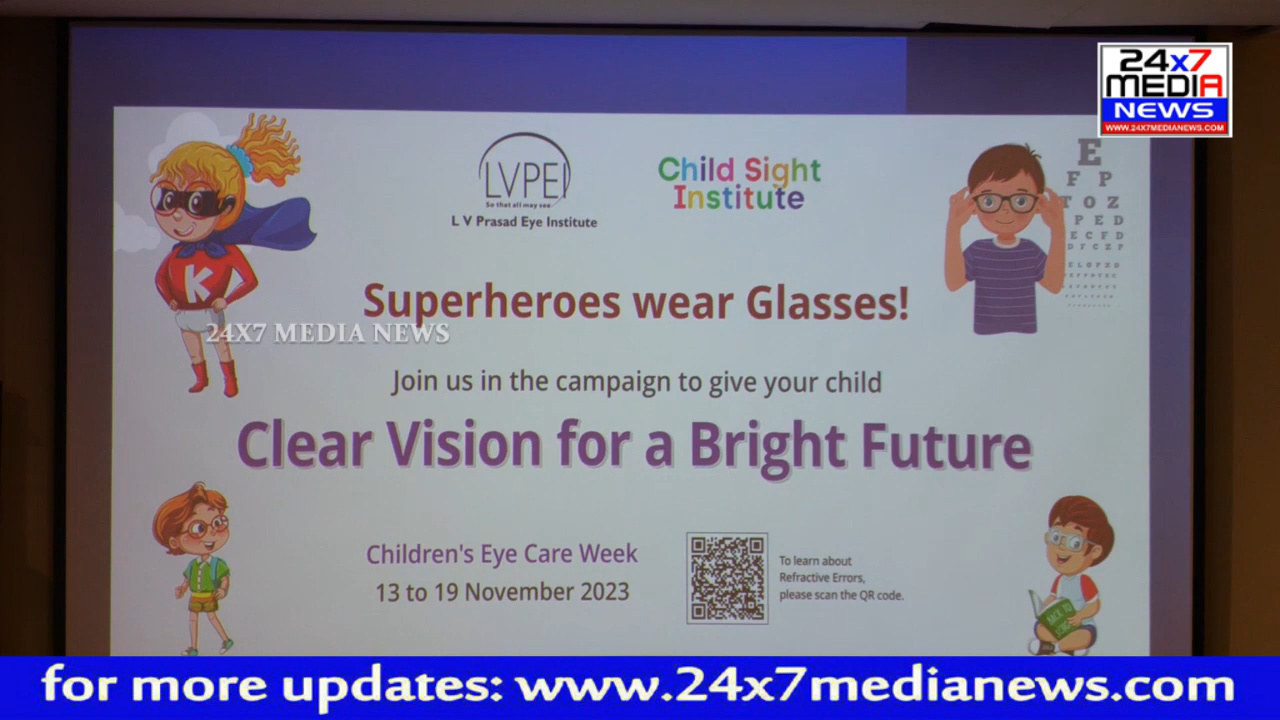 24x7
MEDIA
NEWS
WWW.24X7MEDIANEWS.COM
LVPEI
So that all may see
L V Prasad Eye Institute
Child Sight
Institute
K
E
F P
T O Z
P E D
E C F D
D F C Z P
Superheroes wear Glasses!
24X7 MEDIA NEWS
Join us in the campaign to give your child
Clear Vision for a Bright Future
Children's Eye Care Week
13 to 19 November 2023
To learn about
Refractive Errors,
please scan the QR code.
BACK TO
for more updates: www.24x7medianews.com